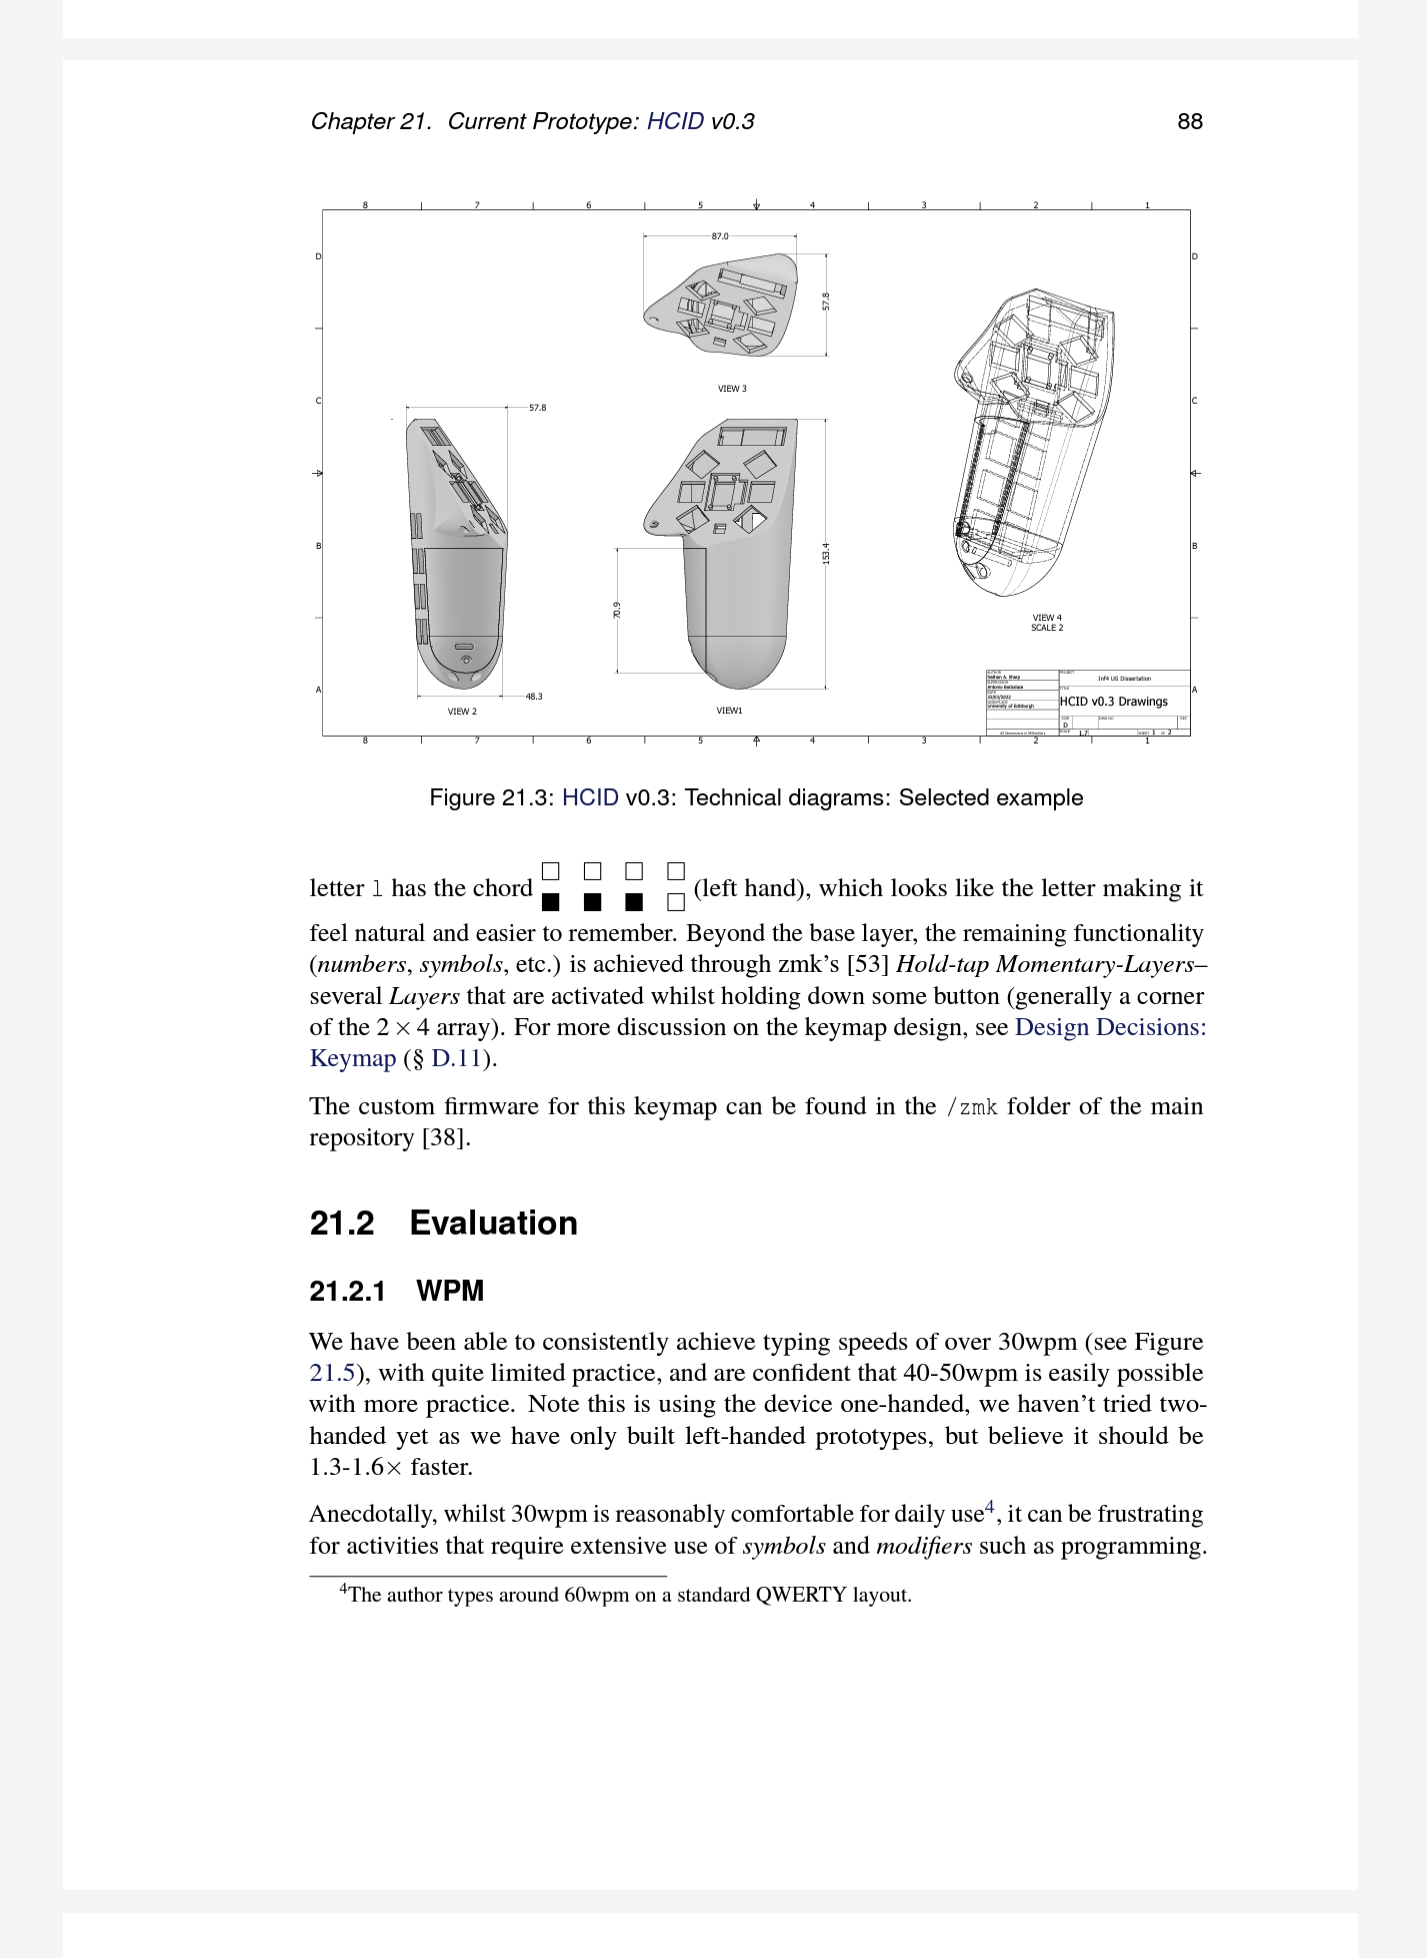 Chapter 21. Current Prototype: HCID v0.3 88
8 7 6 5 4 3 2 1
87.0
D D
57.8
VIEW 3
C C
57.8
B B
153.4
70.9
VIEW 4
SCALE 2
A A
48.3
VIEW 2
VIEW1
Nathan A. Sharp
Antonio Barbalace
25/03/2022
University of Edinburgh
Inf4 UG Dissertation
HCID v0.3 Drawings
D
All Dimensions in Millimeters
SCALE 1.7 SHEET 1 OF 2
8 7 6 5 4 3 2 1
Figure 21.3: HCID v0.3: Technical diagrams: Selected example
letter l has the chord □ □ □ □ ■ ■ ■ □ (left hand), which looks like the letter making it
feel natural and easier to remember. Beyond the base layer, the remaining functionality
(numbers, symbols, etc.) is achieved through zmk's [53] Hold-tap Momentary-Layers–
several Layers that are activated whilst holding down some button (generally a corner
of the 2 × 4 array). For more discussion on the keymap design, see Design Decisions:
Keymap (§ D.11).
The custom firmware for this keymap can be found in the /zmk folder of the main
repository [38].
21.2 Evaluation
21.2.1 WPM
We have been able to consistently achieve typing speeds of over 30wpm (see Figure
21.5), with quite limited practice, and are confident that 40-50wpm is easily possible
with more practice. Note this is using the device one-handed, we haven't tried two-
handed yet as we have only built left-handed prototypes, but believe it should be
1.3-1.6× faster.
Anecdotally, whilst 30wpm is reasonably comfortable for daily use4, it can be frustrating
for activities that require extensive use of symbols and modifiers such as programming.
4The author types around 60wpm on a standard QWERTY layout.